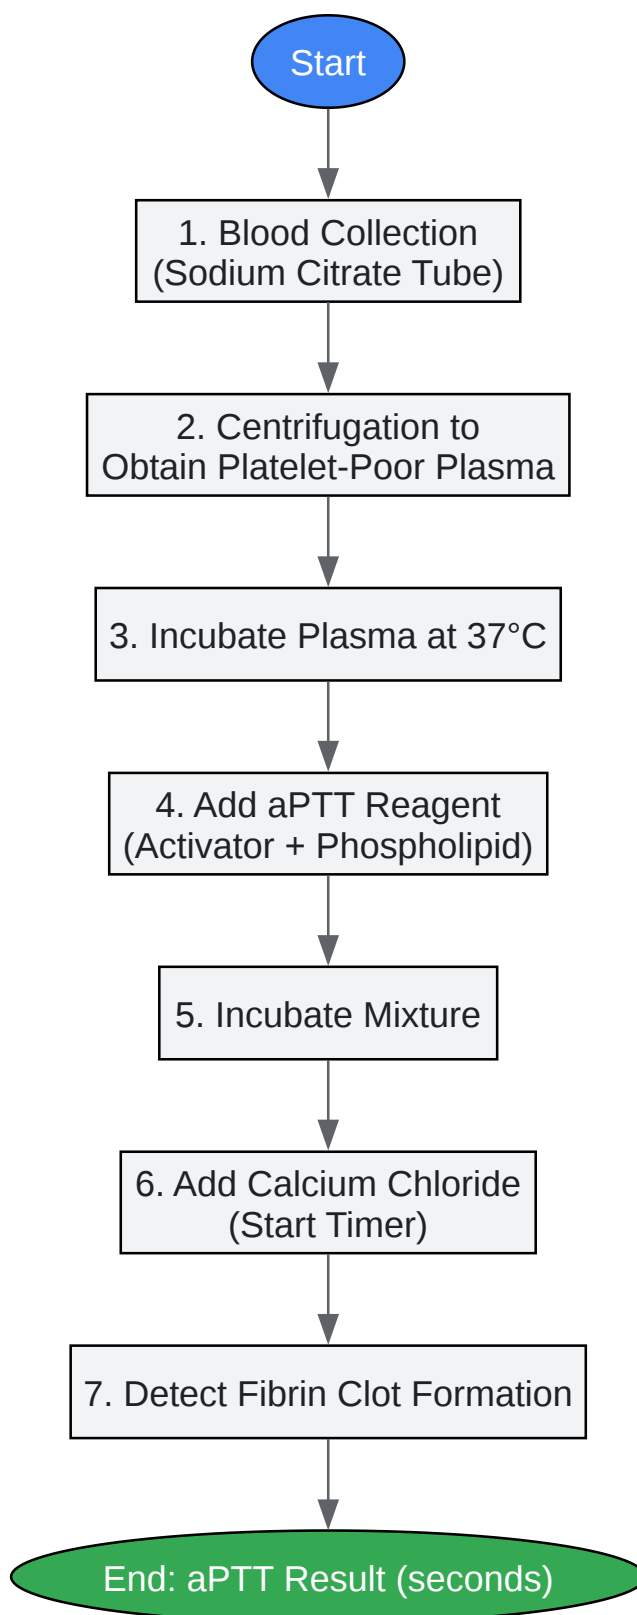 Start
1. Blood Collection
(Sodium Citrate Tube)
2. Centrifugation to
Obtain Platelet-Poor Plasma
3. Incubate Plasma at 37°C
4. Add aPTT Reagent
(Activator + Phospholipid)
5. Incubate Mixture
6. Add Calcium Chloride
(Start Timer)
7. Detect Fibrin Clot Formation
End: aPTT Result (seconds)